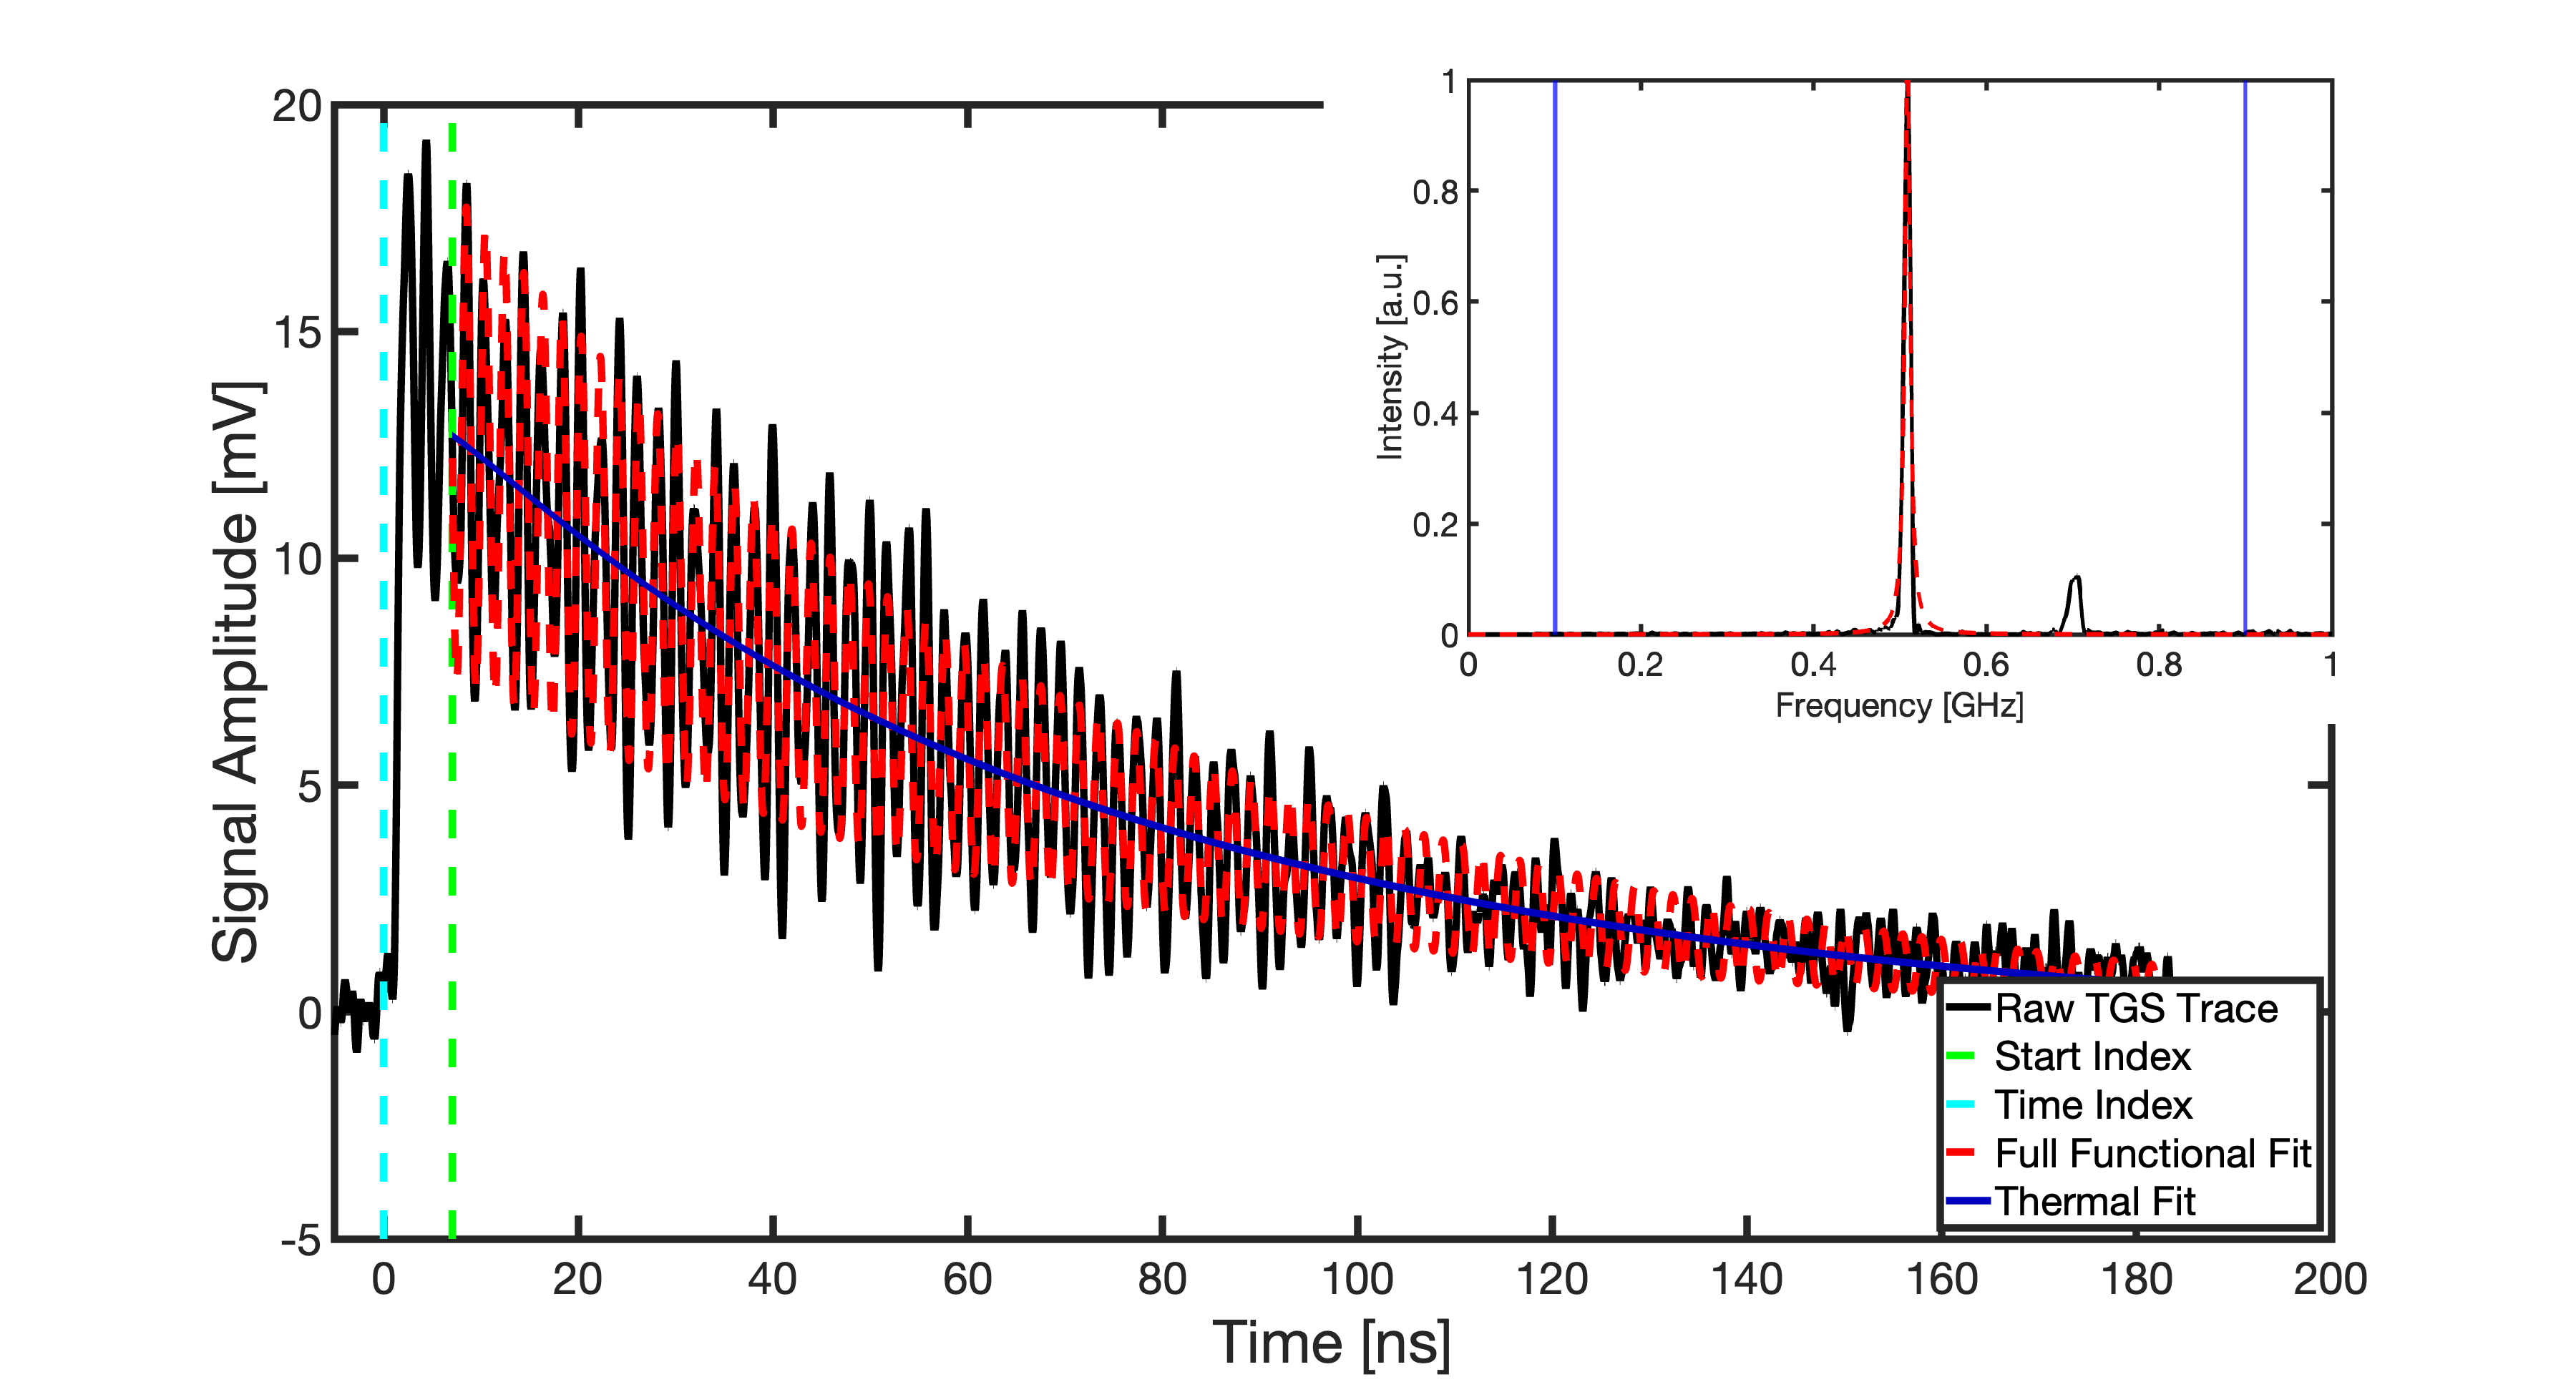 20
15
10
5
0
-5
Signal Amplitude [mV]
0 20 40 60 80 100 120 140 160 180 200
Time [ns]
1
0.8
0.6
0.4
0.2
0
Intensity [a.u.]
0 0.2 0.4 0.6 0.8 1
Frequency [GHz]
Raw TGS Trace
Start Index
Time Index
Full Functional Fit
Thermal Fit